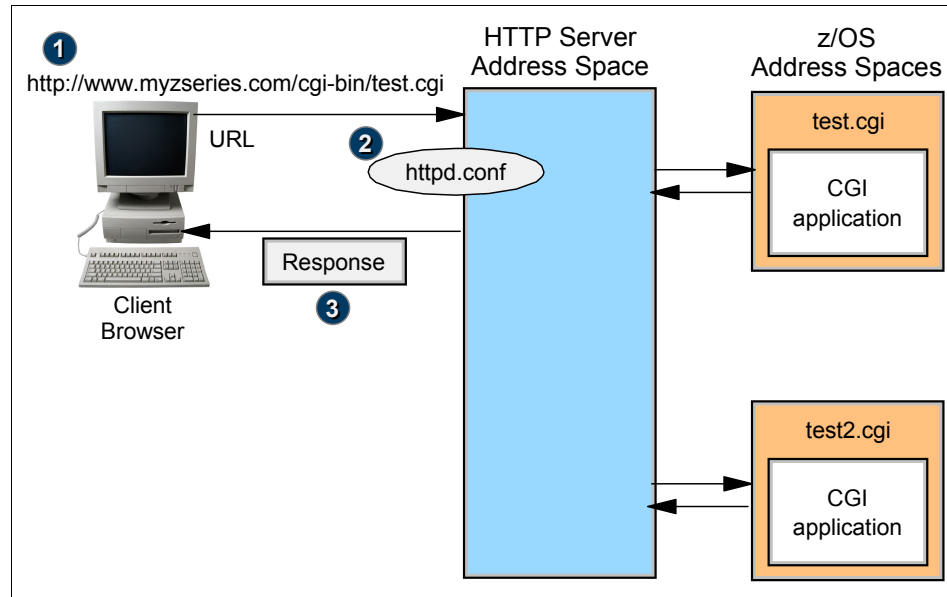 1
http://www.myzseries.com/cgi-bin/test.cgi
URL
2
httpd.conf
Response
3
Client
Browser
HTTP Server
Address Space
z/OS
Address Spaces
test.cgi
CGI
application
test2.cgi
CGI
application